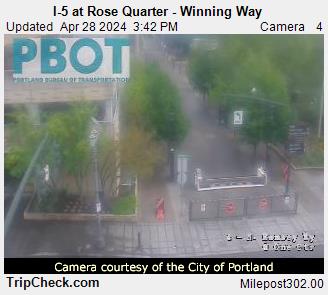 I-5 at Rose Quarter - Winning Way
Updated Apr 28 2024 3:42 PM Camera 4
PBOT
PORTLAND BUREAU OF TRANSPORTATION
Camera courtesy of the City of Portland
TripCheck.com Milepost302.00